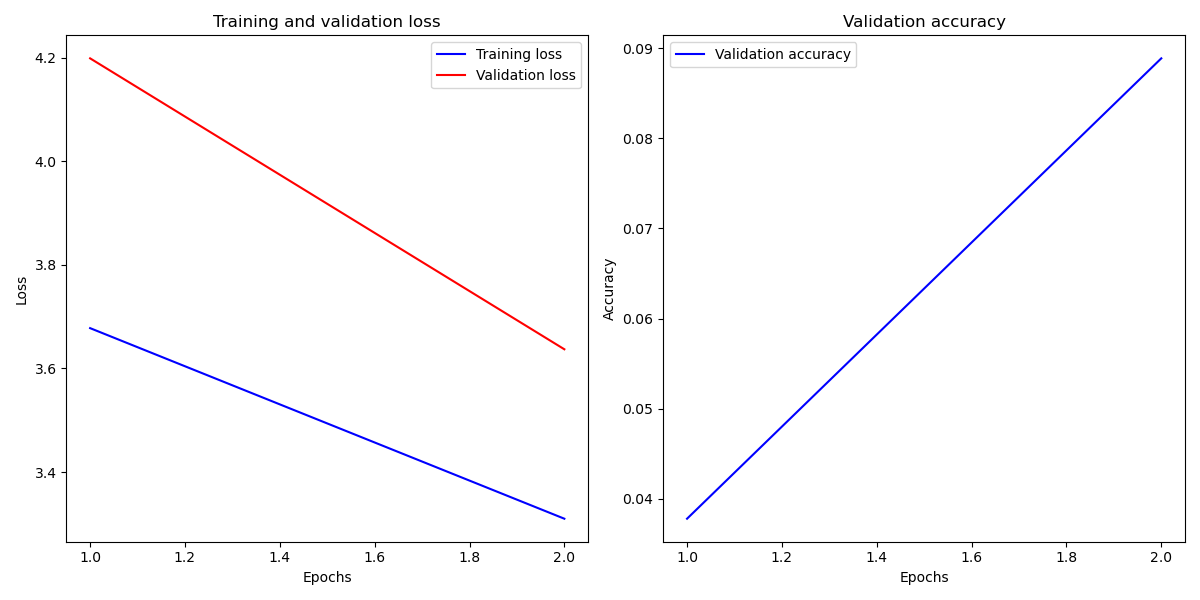 Training and validation loss
Training loss
Validation loss
4.2
4.0
3.8
3.6
3.4
Loss
1.0 1.2 1.4 1.6 1.8 2.0
Epochs
Validation accuracy
Validation accuracy
0.09
0.08
0.07
0.06
0.05
0.04
Accuracy
1.0 1.2 1.4 1.6 1.8 2.0
Epochs